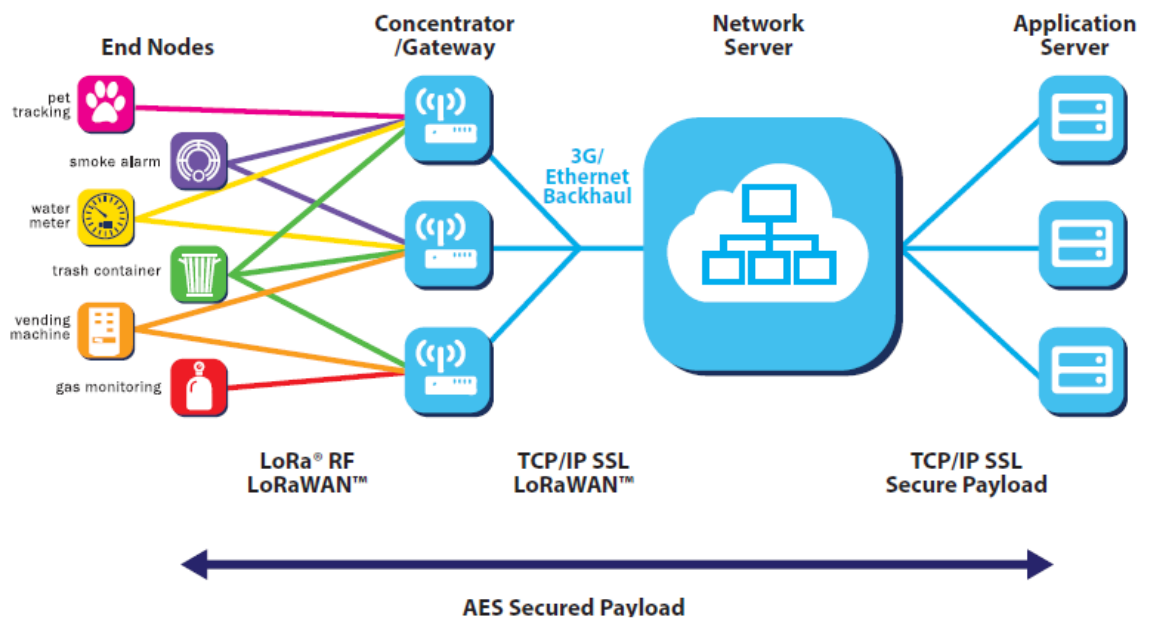 End Nodes
Concentrator
/Gateway
Network
Server
Application
Server
pet
tracking
smoke alarm
water
meter
trash container
vending
machine
gas monitoring
3G/
Ethernet
Backhaul
LoRa® RF
LoRaWAN™
TCP/IP SSL
LoRaWAN™
TCP/IP SSL
Secure Payload
AES Secured Payload